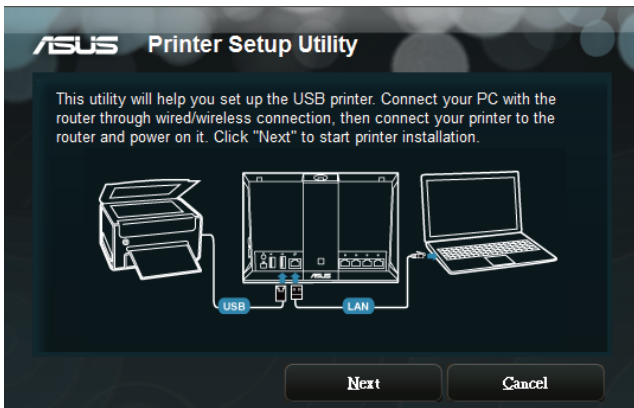 ASUS Printer Setup Utility
This utility will help you set up the USB printer. Connect your PC with the
router through wired/wireless connection, then connect your printer to the
router and power on it. Click "Next" to start printer installation.
ASUS
USB
LAN
Next
Cancel